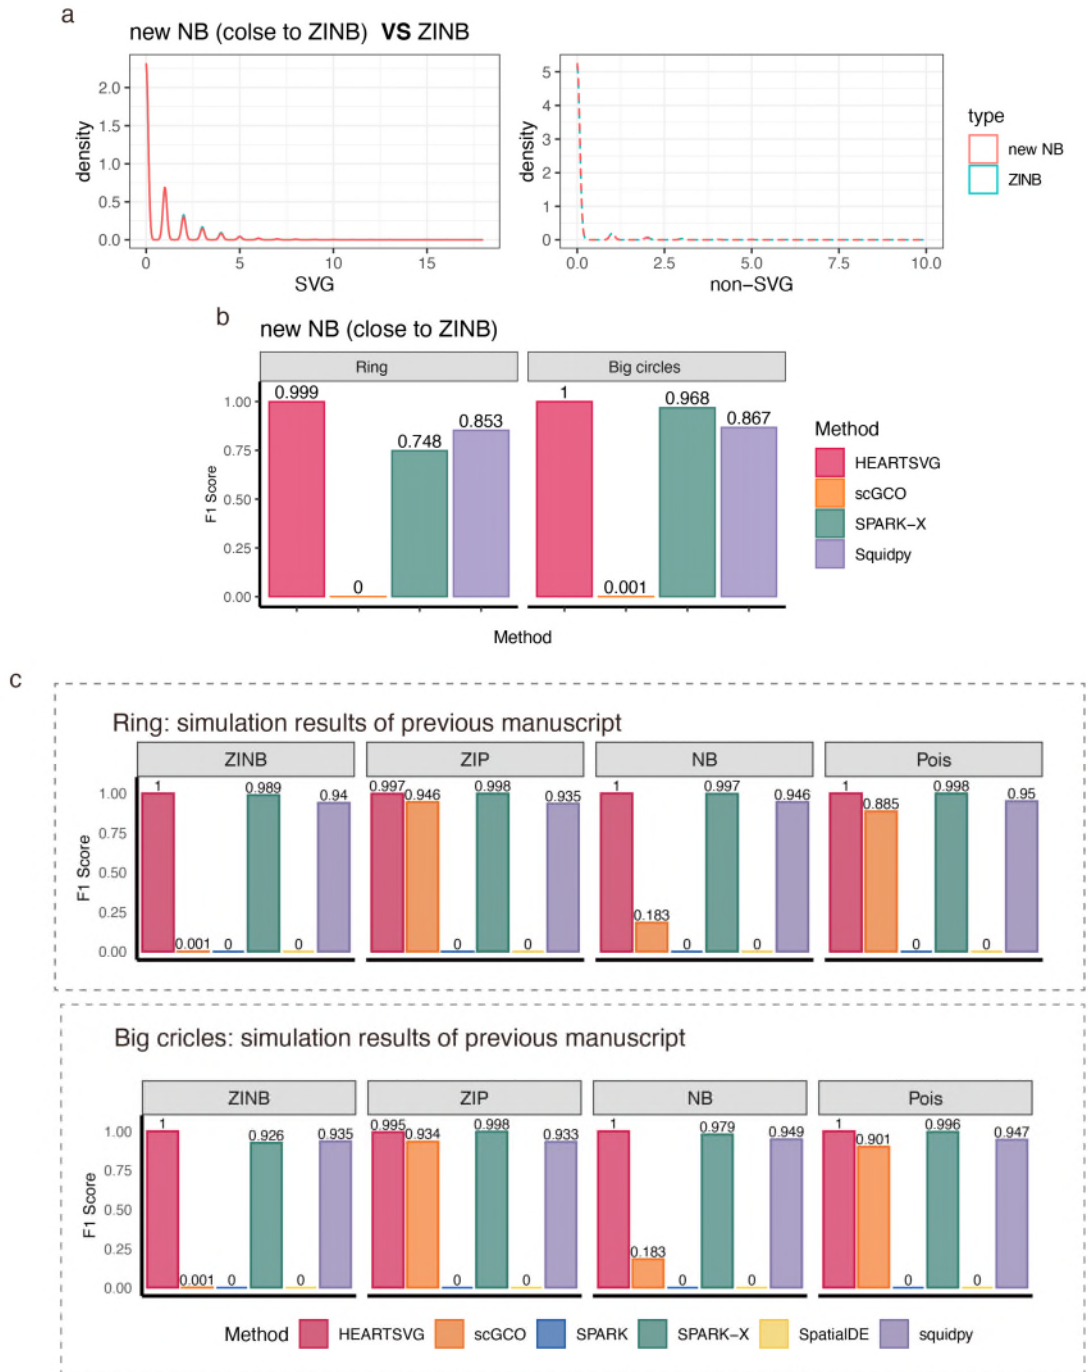 a
new NB (colse to ZINB) VS ZINB
density
2.0
1.5
1.0
0.5
0.0
0 5 10 15
SVG
density
5
4
3
2
1
0
0.0 2.5 5.0 7.5 10.0
non-SVG
type
new NB
ZINB
b
new NB (close to ZINB)
Ring Big circles
F1 Score
1.00
0.75
0.50
0.25
0.00
0.999 0 0.748 0.853
1 0.001 0.968 0.867
Method
Method
HEARTSVG
scGCO
SPARK-X
Squidpy
c
Ring: simulation results of previous manuscript
ZINB ZIP NB Pois
F1 Score
1.00
0.75
0.50
0.25
0.00
1 0.001 0 0.989 0 0.94
0.997 0.946 0 0.998 0 0.935
1 0.183 0 0.997 0 0.946
1 0.885 0 0.998 0 0.95
Big cricles: simulation results of previous manuscript
ZINB ZIP NB Pois
F1 Score
1.00
0.75
0.50
0.25
0.00
1 0.001 0 0.926 0 0.935
0.995 0.934 0 0.998 0 0.933
1 0.183 0 0.979 0 0.949
1 0.901 0 0.996 0 0.947
Method HEARTSVG scGCO SPARK SPARK-X SpatialDE squidpy